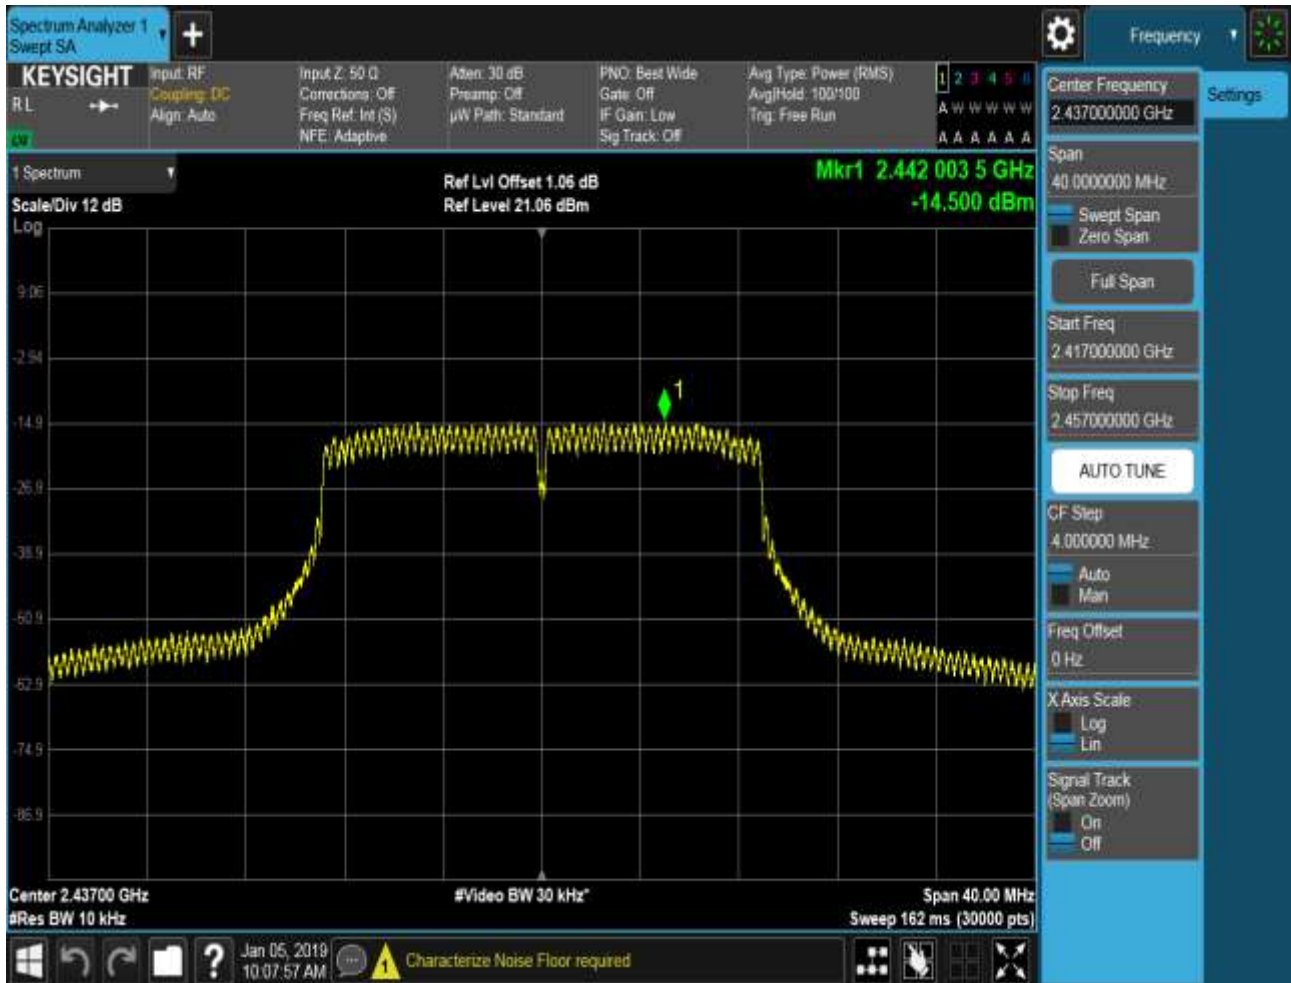 Spectrum Analyzer 1
Swept SA
+
Frequency
KEYSIGHT
R L
Input: RF
Coupling: DC
Align: Auto
Input Z: 50 Ω
Corrections: Off
Freq Ref: Int (S)
NFE: Adaptive
Atten: 30 dB
Preamp: Off
µW Path: Standard
PNO: Best Wide
Gate: Off
IF Gain: Low
Sig Track: Off
Avg Type: Power (RMS)
Avg|Hold: 100/100
Trig: Free Run
1 2 3 4 5 6
A W W W W W
A A A A A A
1 Spectrum
Scale/Div 12 dB
Log
Ref Lvl Offset 1.06 dB
Ref Level 21.06 dBm
Mkr1 2.442 003 5 GHz
-14.500 dBm
9.06
-2.94
-14.9
-26.9
-38.9
-50.9
-62.9
-74.9
-86.9
1
Center 2.43700 GHz
#Res BW 10 kHz
#Video BW 30 kHz*
Span 40.00 MHz
Sweep 162 ms (30000 pts)
Center Frequency
2.437000000 GHz
Settings
Span
40.0000000 MHz
Swept Span
Zero Span
Full Span
Start Freq
2.417000000 GHz
Stop Freq
2.457000000 GHz
AUTO TUNE
CF Step
4.000000 MHz
Auto
Man
Freq Offset
0 Hz
X Axis Scale
Log
Lin
Signal Track
(Span Zoom)
On
Off
?
Jan 05, 2019
10:07:57 AM
1
Characterize Noise Floor required